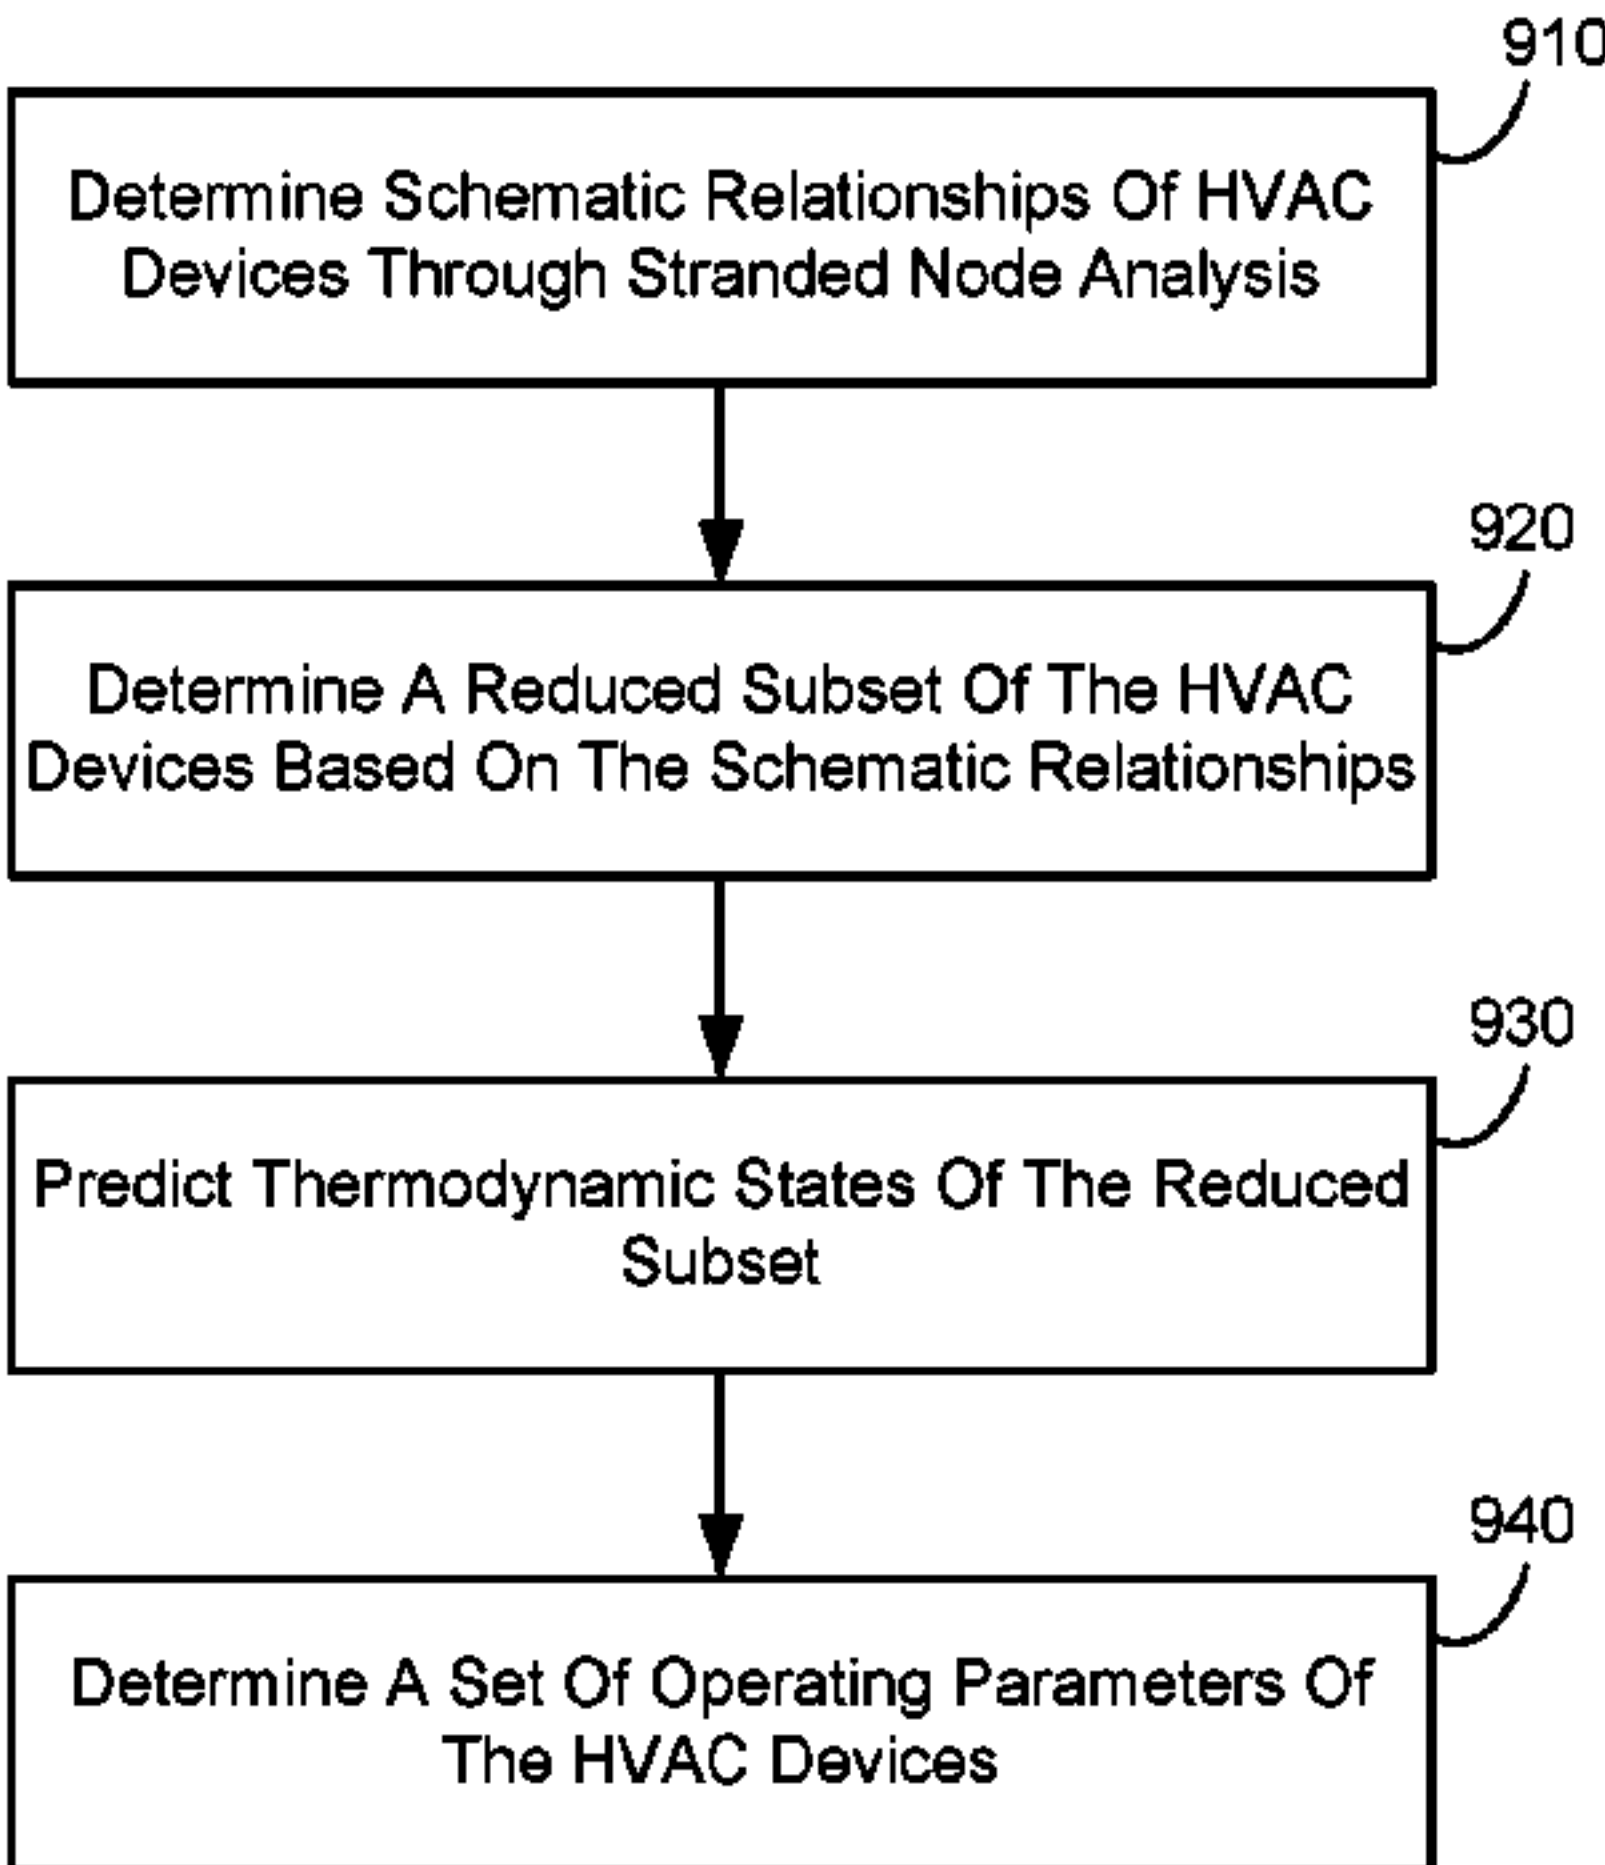 910
Determine Schematic Relationships Of HVAC
Devices Through Stranded Node Analysis
920
Determine A Reduced Subset Of The HVAC
Devices Based On The Schematic Relationships
930
Predict Thermodynamic States Of The Reduced
Subset
940
Determine A Set Of Operating Parameters Of
The HVAC Devices